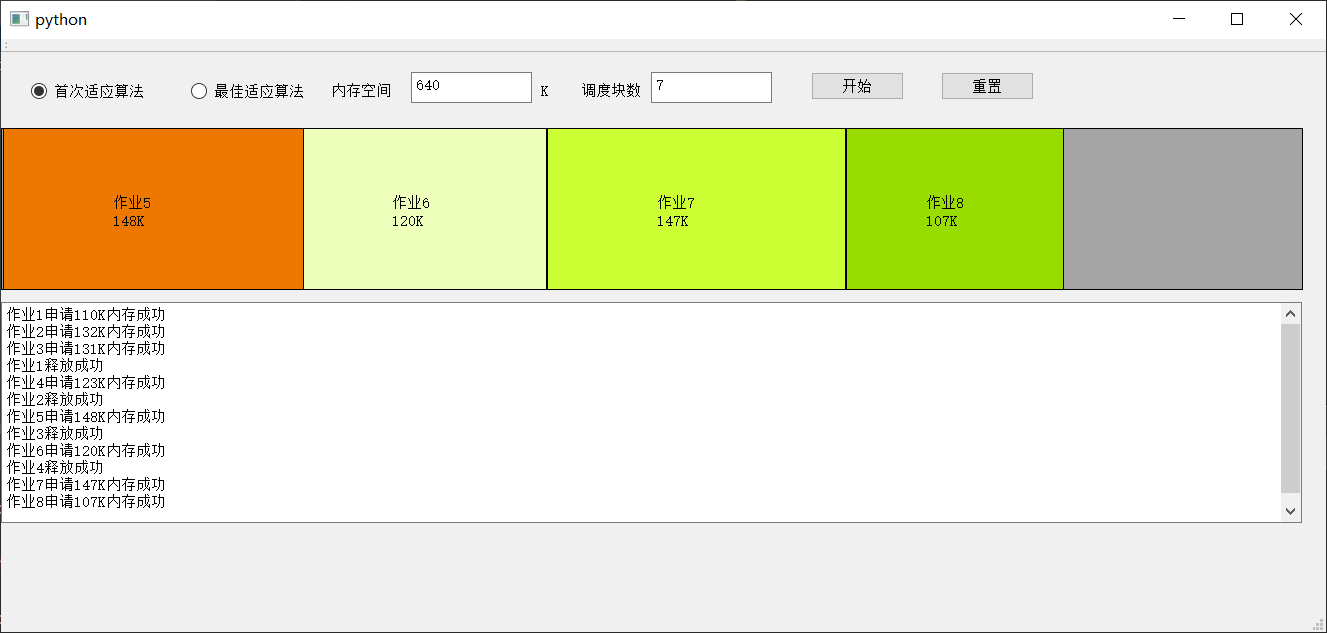 python
首次适应算法 最佳适应算法 内存空间 640 K 调度块数 7 开始 重置
作业5
148K
作业6
120K
作业7
147K
作业8
107K
作业1申请110K内存成功
作业2申请132K内存成功
作业3申请131K内存成功
作业1释放成功
作业4申请123K内存成功
作业2释放成功
作业5申请148K内存成功
作业3释放成功
作业6申请120K内存成功
作业4释放成功
作业7申请147K内存成功
作业8申请107K内存成功